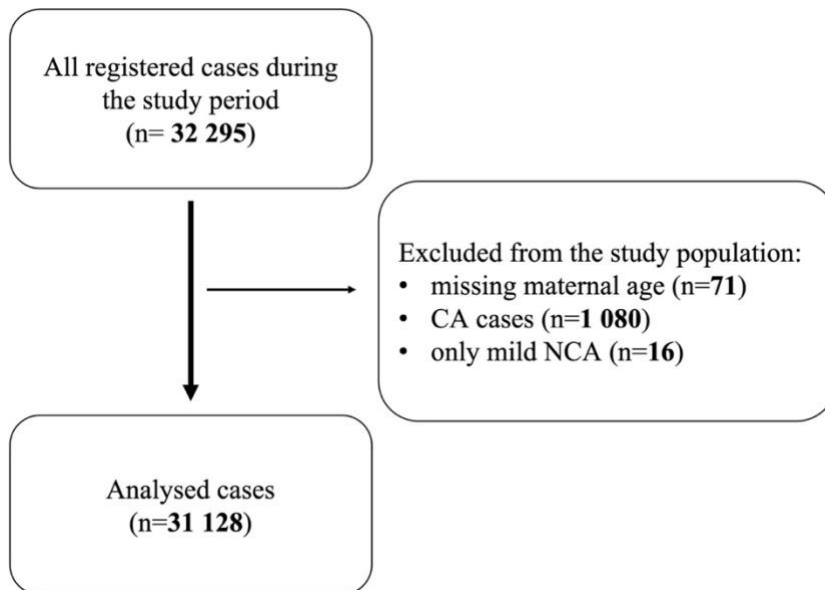 All registered cases during
the study period
(n= 32 295)
Excluded from the study population:
• missing maternal age (n=71)
• CA cases (n=1 080)
• only mild NCA (n=16)
Analysed cases
(n=31 128)